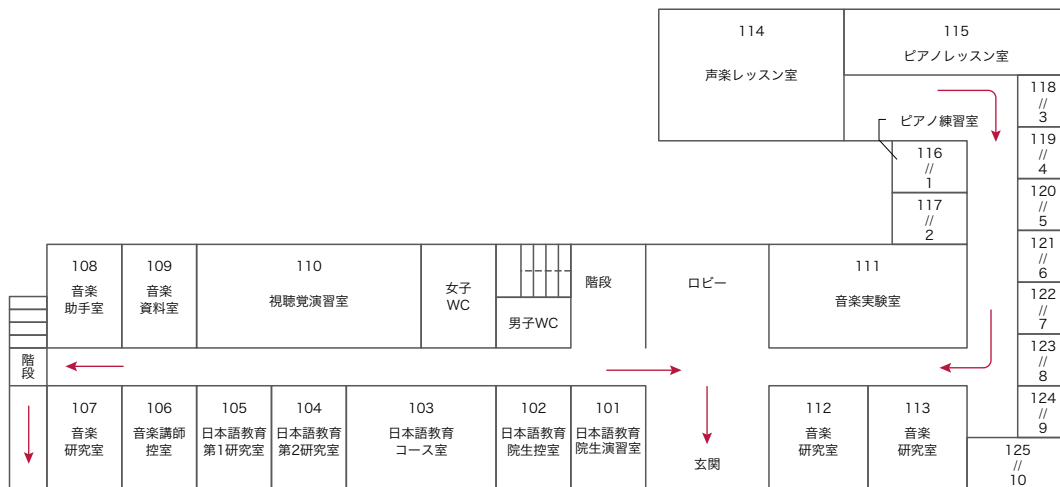 114
声楽レッスン室
115
ピアノレッスン室
ピアノ練習室
116
//
1
117
//
2
118
//
3
119
//
4
120
//
5
121
//
6
122
//
7
123
//
8
124
//
9
125
//
10
108
音楽
助手室
109
音楽
資料室
110
視聴覚演習室
女子
WC
男子WC
階段
ロビー
111
音楽実験室
階
段
107
音楽
研究室
106
音楽講師
控室
105
日本語教育
第1研究室
104
日本語教育
第2研究室
103
日本語教育
コース室
102
日本語教育
院生控室
101
日本語教育
院生演習室
玄関
112
音楽
研究室
113
音楽
研究室